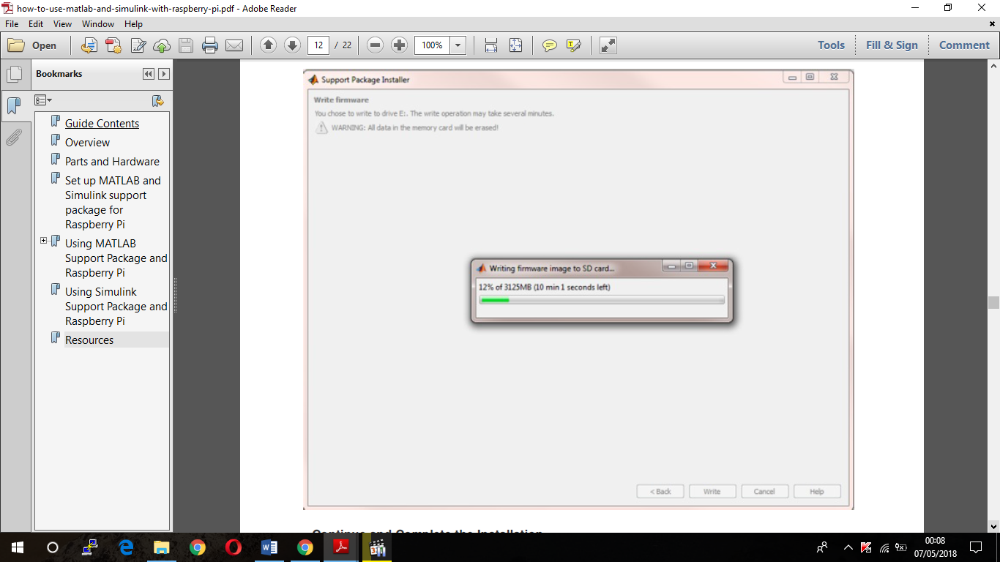 how-to-use-matlab-and-simulink-with-raspberry-pi.pdf - Adobe Reader
File Edit View Window Help
Open 12 / 22 100% Tools Fill & Sign Comment
Bookmarks
Guide Contents
Overview
Parts and Hardware
Set up MATLAB and
Simulink support
package for
Raspberry Pi
Using MATLAB
Support Package and
Raspberry Pi
Using Simulink
Support Package and
Raspberry Pi
Resources
Support Package Installer
Write firmware
You chose to write to drive E:. The write operation may take several minutes.
WARNING: All data in the memory card will be erased!
Writing firmware image to SD card...
12% of 3125MB (10 min 1 seconds left)
< Back Write Cancel Help
Continue and Complete the Installation
00:08
07/05/2018